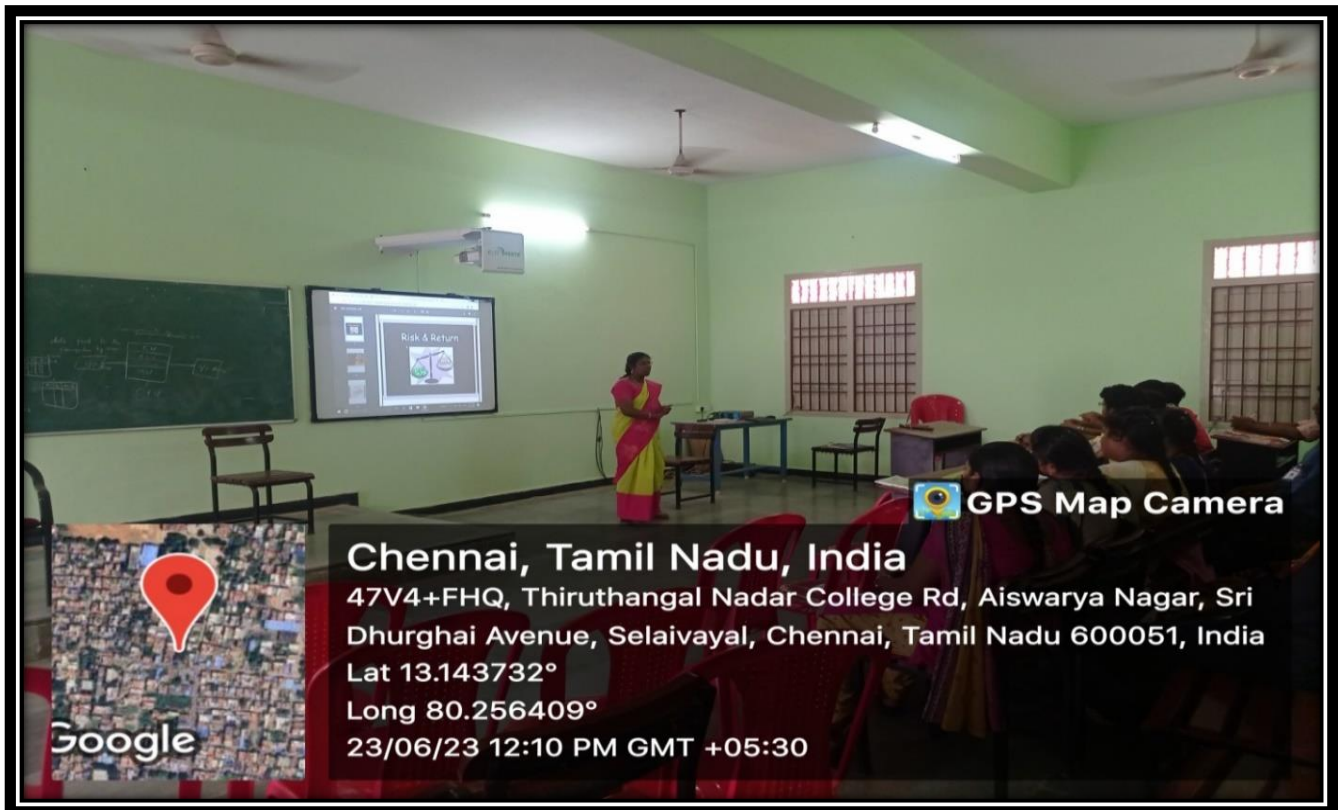 Risk & Return
GPS Map Camera
Chennai, Tamil Nadu, India
47V4+FHQ, Thiruthangal Nadar College Rd, Aiswarya Nagar, Sri
Dhurghai Avenue, Selaivayal, Chennai, Tamil Nadu 600051, India
Lat 13.143732°
Long 80.256409°
23/06/23 12:10 PM GMT +05:30
Google